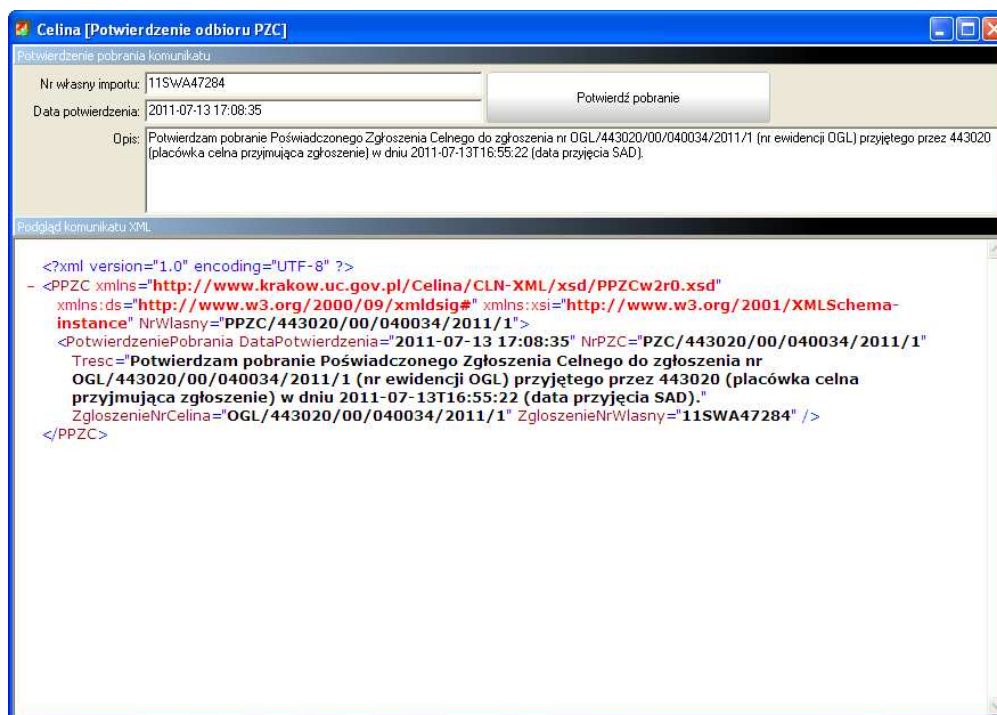 Celina [Potwierdzenie odbioru PZC]
Potwierdzenie pobrania komunikatu
Nr własny importu: 11SWA47284
Potwierdź pobranie
Data potwierdzenia: 2011-07-13 17:08:35
Opis: Potwierdzam pobranie Poświadczonego Zgłoszenia Celnego do zgłoszenia nr OGL/443020/00/040034/2011/1 (nr ewidencji OGL) przyjętego przez 443020
(placówka celna przyjmująca zgłoszenie) w dniu 2011-07-13T16:55:22 (data przyjęcia SAD).
Podgląd komunikatu XML
<?xml version="1.0" encoding="UTF-8" ?>
- <PPZC xmlns="http://www.krakow.uc.gov.pl/Celina/CLN-XML/xsd/PPZCw2r0.xsd"
xmlns:ds="http://www.w3.org/2000/09/xmldsig#" xmlns:xsi="http://www.w3.org/2001/XMLSchema-
instance" NrWlasny="PPZC/443020/00/040034/2011/1">
<PotwierdzeniePobrania DataPotwierdzenia="2011-07-13 17:08:35" NrPZC="PZC/443020/00/040034/2011/1"
Tresc="Potwierdzam pobranie Poświadczonego Zgłoszenia Celnego do zgłoszenia nr
OGL/443020/00/040034/2011/1 (nr ewidencji OGL) przyjętego przez 443020 (placówka celna
przyjmująca zgłoszenie) w dniu 2011-07-13T16:55:22 (data przyjęcia SAD)."
ZgloszenieNrCelina="OGL/443020/00/040034/2011/1" ZgloszenieNrWlasny="11SWA47284" />
</PPZC>